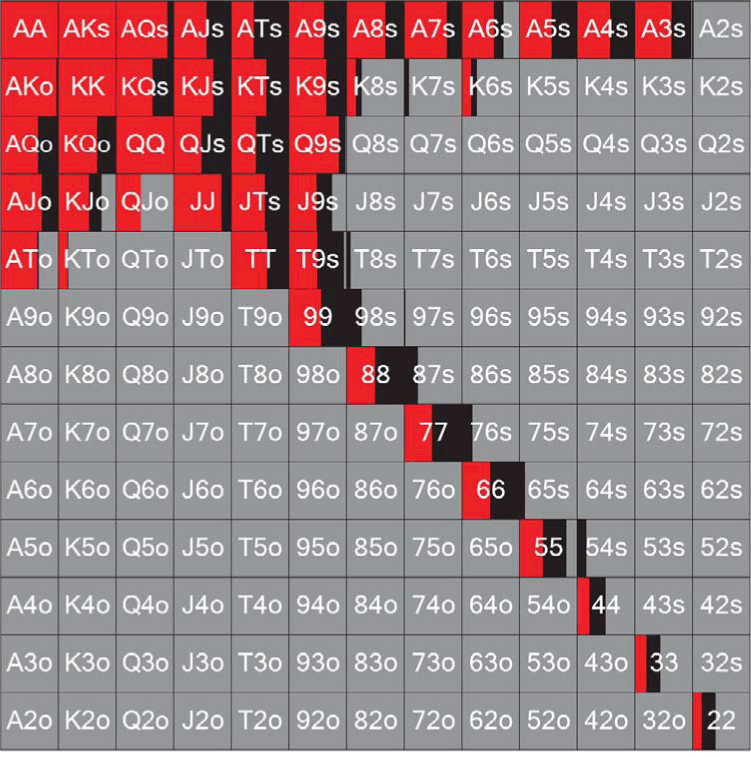 AA AKs AQs AJs ATs A9s A8s A7s A6s A5s A4s A3s A2s
AKo KK KQs KJs KTs K9s K8s K7s K6s K5s K4s K3s K2s
AQo KQo QQ QJs QTs Q9s Q8s Q7s Q6s Q5s Q4s Q3s Q2s
AJo KJo QJo JJ JTs J9s J8s J7s J6s J5s J4s J3s J2s
ATo KTo QTo JTo TT T9s T8s T7s T6s T5s T4s T3s T2s
A9o K9o Q9o J9o T9o 99 98s 97s 96s 95s 94s 93s 92s
A8o K8o Q8o J8o T8o 98o 88 87s 86s 85s 84s 83s 82s
A7o K7o Q7o J7o T7o 97o 87o 77 76s 75s 74s 73s 72s
A6o K6o Q6o J6o T6o 96o 86o 76o 66 65s 64s 63s 62s
A5o K5o Q5o J5o T5o 95o 85o 75o 65o 55 54s 53s 52s
A4o K4o Q4o J4o T4o 94o 84o 74o 64o 54o 44 43s 42s
A3o K3o Q3o J3o T3o 93o 83o 73o 63o 53o 43o 33 32s
A2o K2o Q2o J2o T2o 92o 82o 72o 62o 52o 42o 32o 22